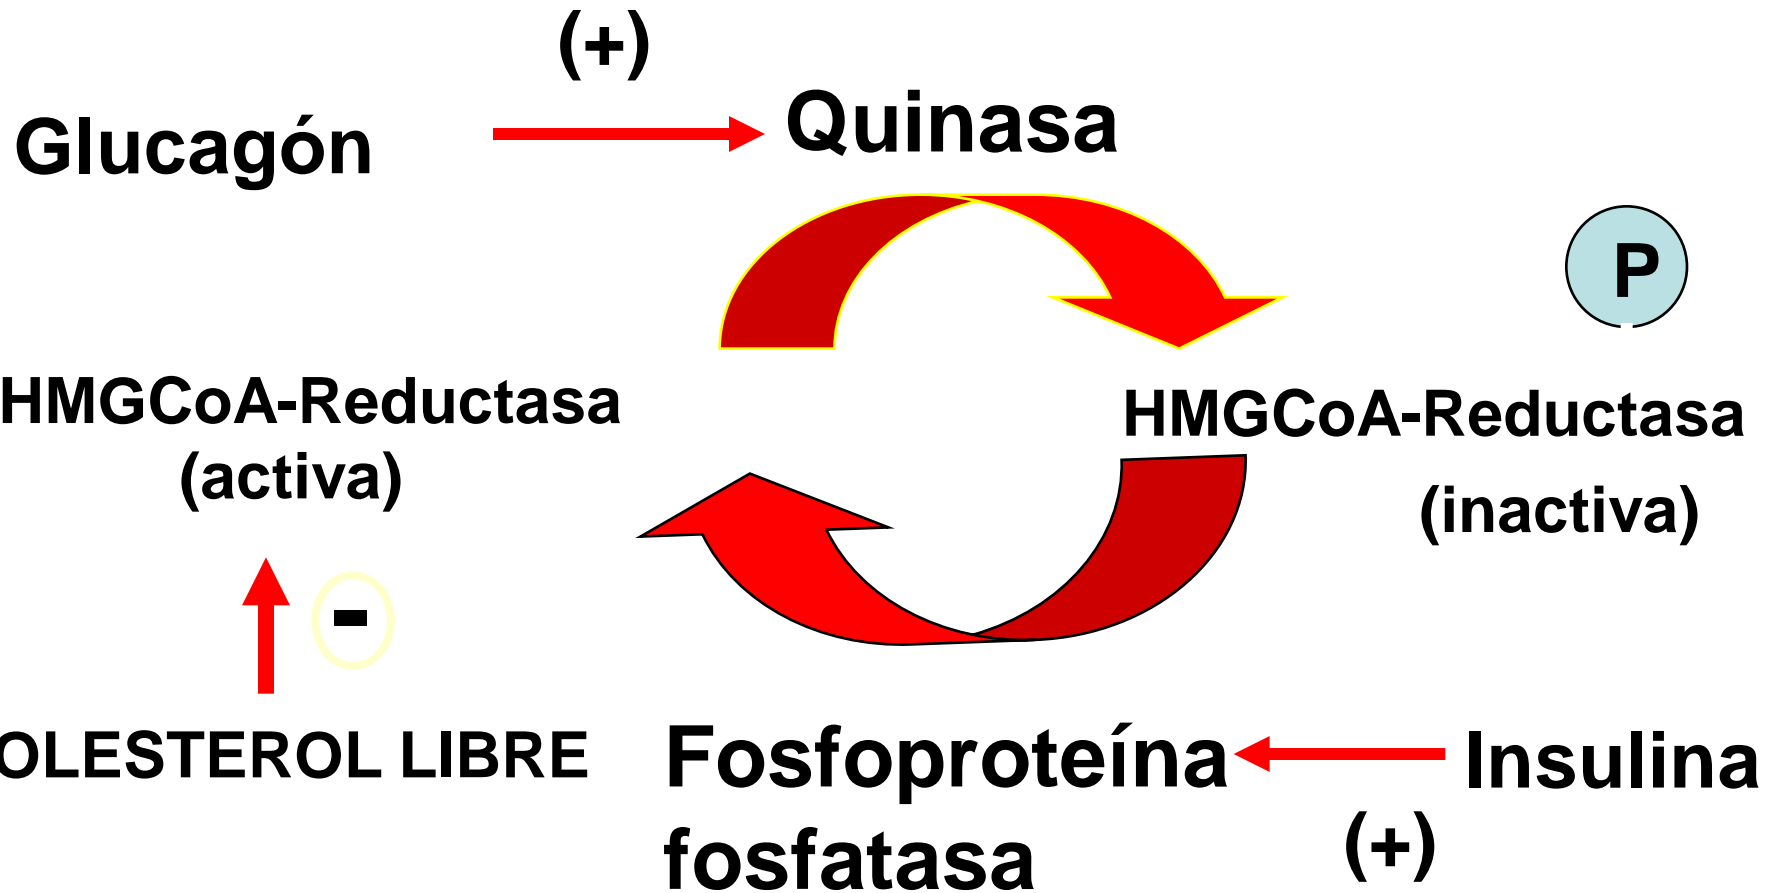 (+)
Glucagón
Quinasa
P
HMGCoA-Reductasa
(activa)
HMGCoA-Reductasa
(inactiva)
-
OLESTEROL LIBRE
Fosfoproteína
fosfatasa
Insulina
(+)